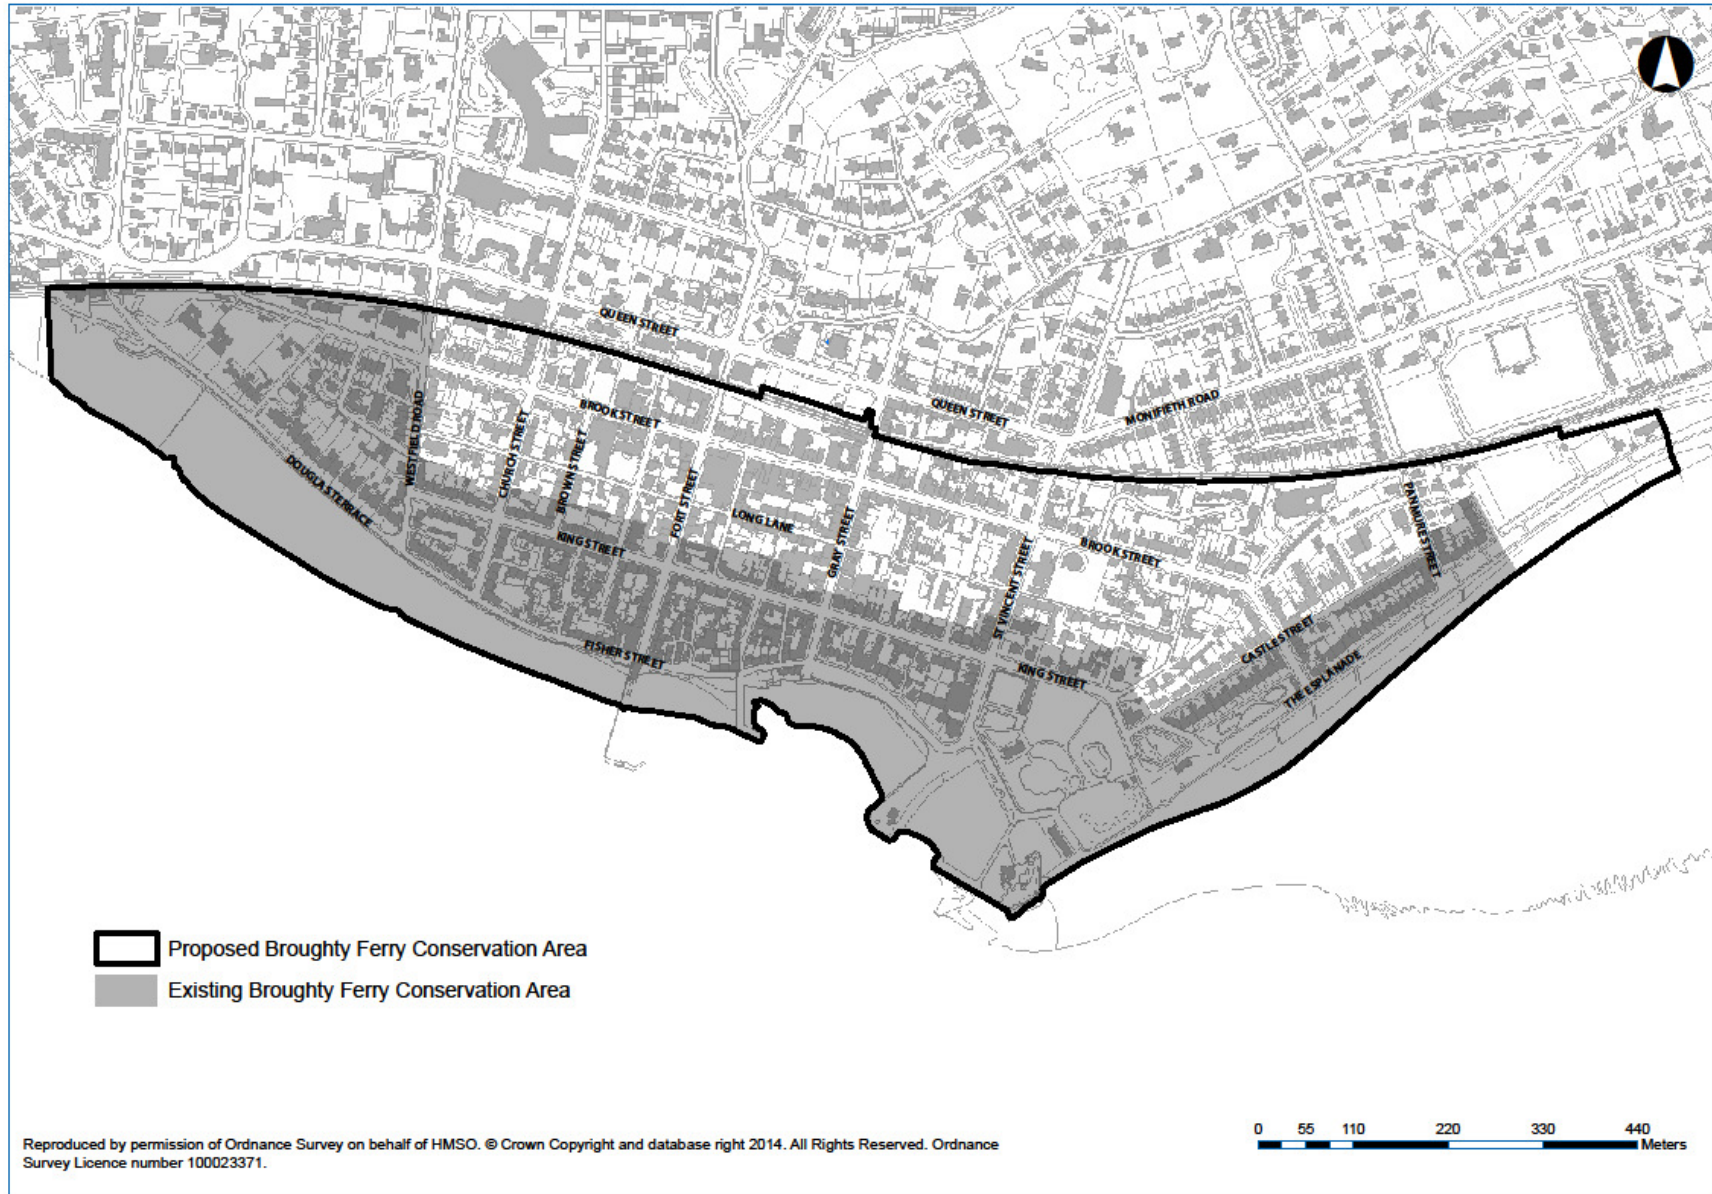 QUEEN STREET
BROOK STREET
QUEEN STREET
MONIFIETH ROAD
WESTFIELD ROAD
CHURCH STREET
BROWN STREET
DOUGLAS TERRACE
FORT STREET
LONG LANE
GRAY STREET
KING STREET
BROOK STREET
PANMURE STREET
ST VINCENT STREET
FISHER STREET
KING STREET
CASTLE STREET
THE ESPLANADE
Proposed Broughty Ferry Conservation Area
Existing Broughty Ferry Conservation Area
0 55 110 220 330 440
Meters
Reproduced by permission of Ordnance Survey on behalf of HMSO. © Crown Copyright and database right 2014. All Rights Reserved. Ordnance
Survey Licence number 100023371.